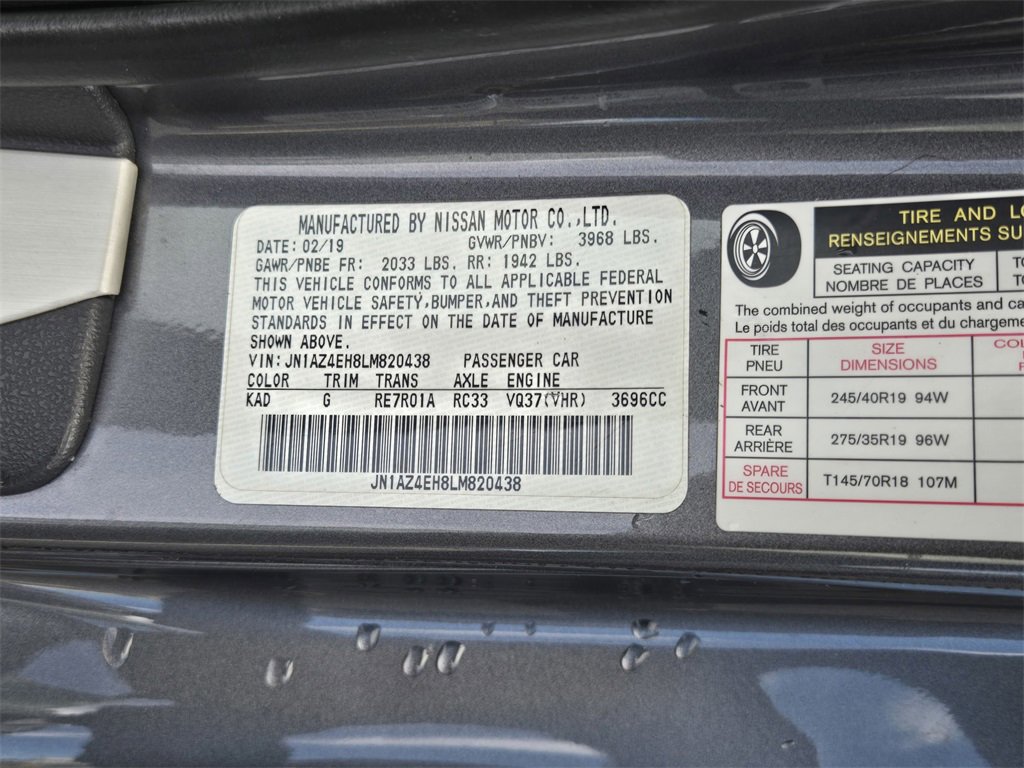 MANUFACTURED BY NISSAN MOTOR CO.,LTD.
DATE: 02/19 GVWR/PNBV: 3968 LBS.
GAWR/PNBE FR: 2033 LBS. RR: 1942 LBS.
THIS VEHICLE CONFORMS TO ALL APPLICABLE FEDERAL
MOTOR VEHICLE SAFETY,BUMPER,AND THEFT PREVENTION
STANDARDS IN EFFECT ON THE DATE OF MANUFACTURE
SHOWN ABOVE.
VIN: JN1AZ4EH8LM820438 PASSENGER CAR
COLOR TRIM TRANS AXLE ENGINE
KAD G RE7R01A RC33 VQ37(VHR) 3696CC
JN1AZ4EH8LM820438
TIRE AND
RENSEIGNEMENTS
SEATING CAPACITY
NOMBRE DE PLACES
The combined weight of occupants and
Le poids total des occupants et du
TIRE SIZE
PNEU DIMENSIONS
FRONT
AVANT 245/40R19 94W
REAR
ARRIÈRE 275/35R19 96W
SPARE
DE SECOURS T145/70R18 107M